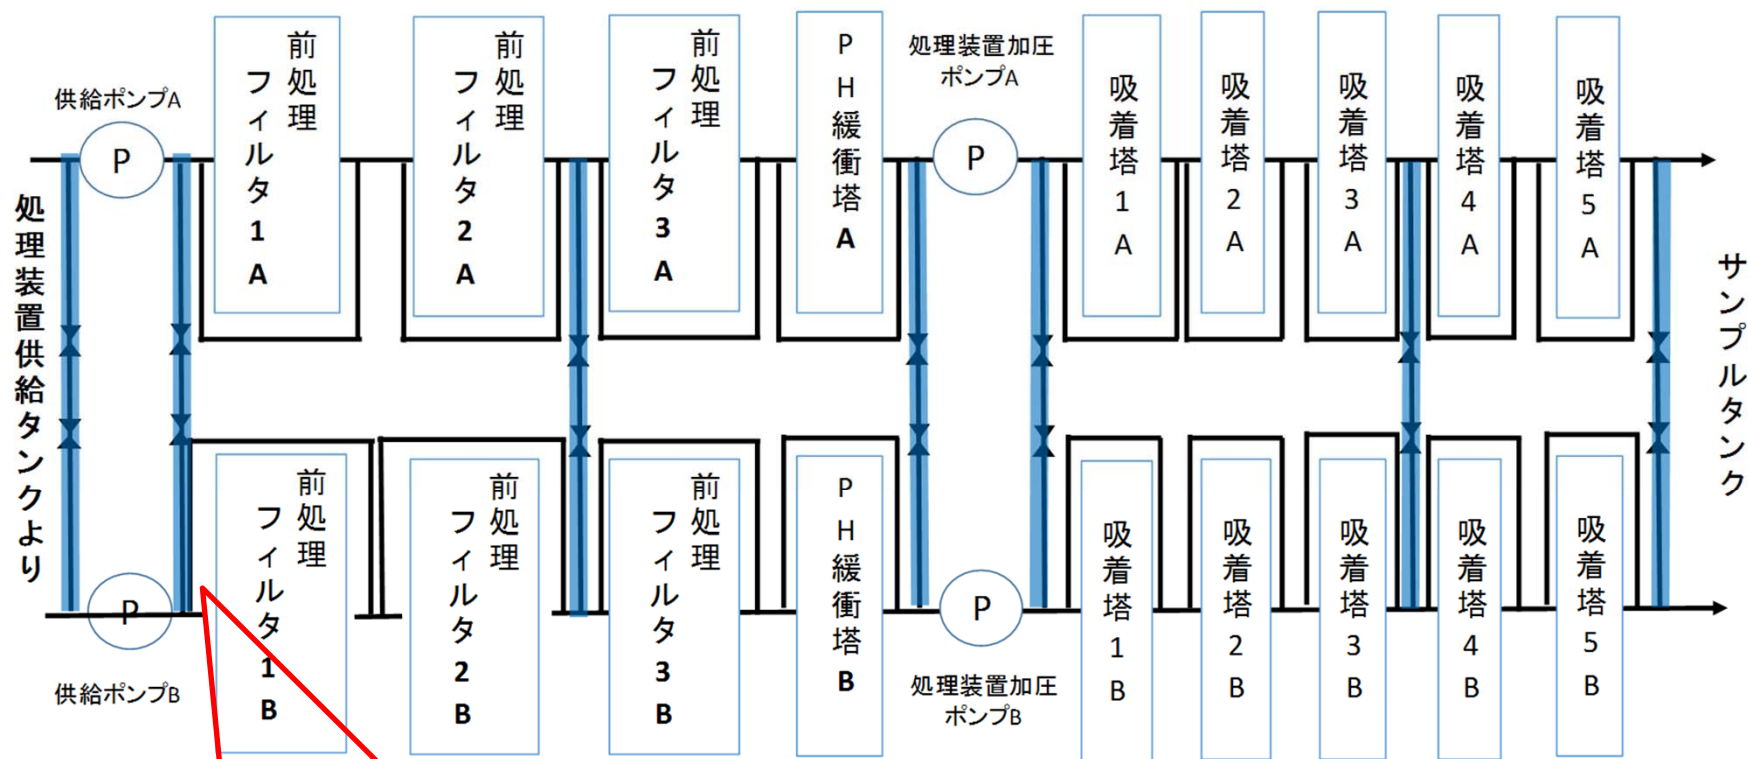 処理装置供給タンクより
供給ポンプA
P
前処理
フィルタ1A
前処理
フィルタ2A
前処理
フィルタ3A
PH緩衝塔A
処理装置加圧
ポンプA
P
吸着塔1A
吸着塔2A
吸着塔3A
吸着塔4A
吸着塔5A
サンプルタンク
P
供給ポンプB
前処理
フィルタ1B
前処理
フィルタ2B
前処理
フィルタ3B
PH緩衝塔B
P
処理装置加圧
ポンプB
吸着塔1B
吸着塔2B
吸着塔3B
吸着塔4B
吸着塔5B